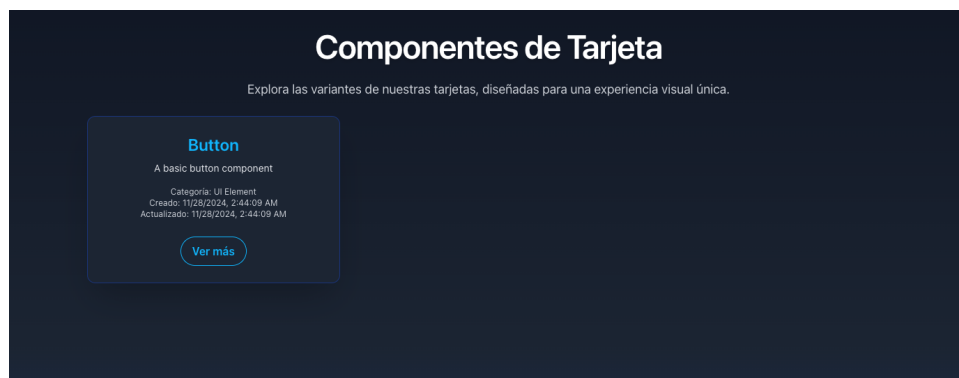 Componentes de Tarjeta
Explora las variantes de nuestras tarjetas, diseñadas para una experiencia visual única.
Button
A basic button component
Categoría: UI Element
Creado: 11/28/2024, 2:44:09 AM
Actualizado: 11/28/2024, 2:44:09 AM
Ver más